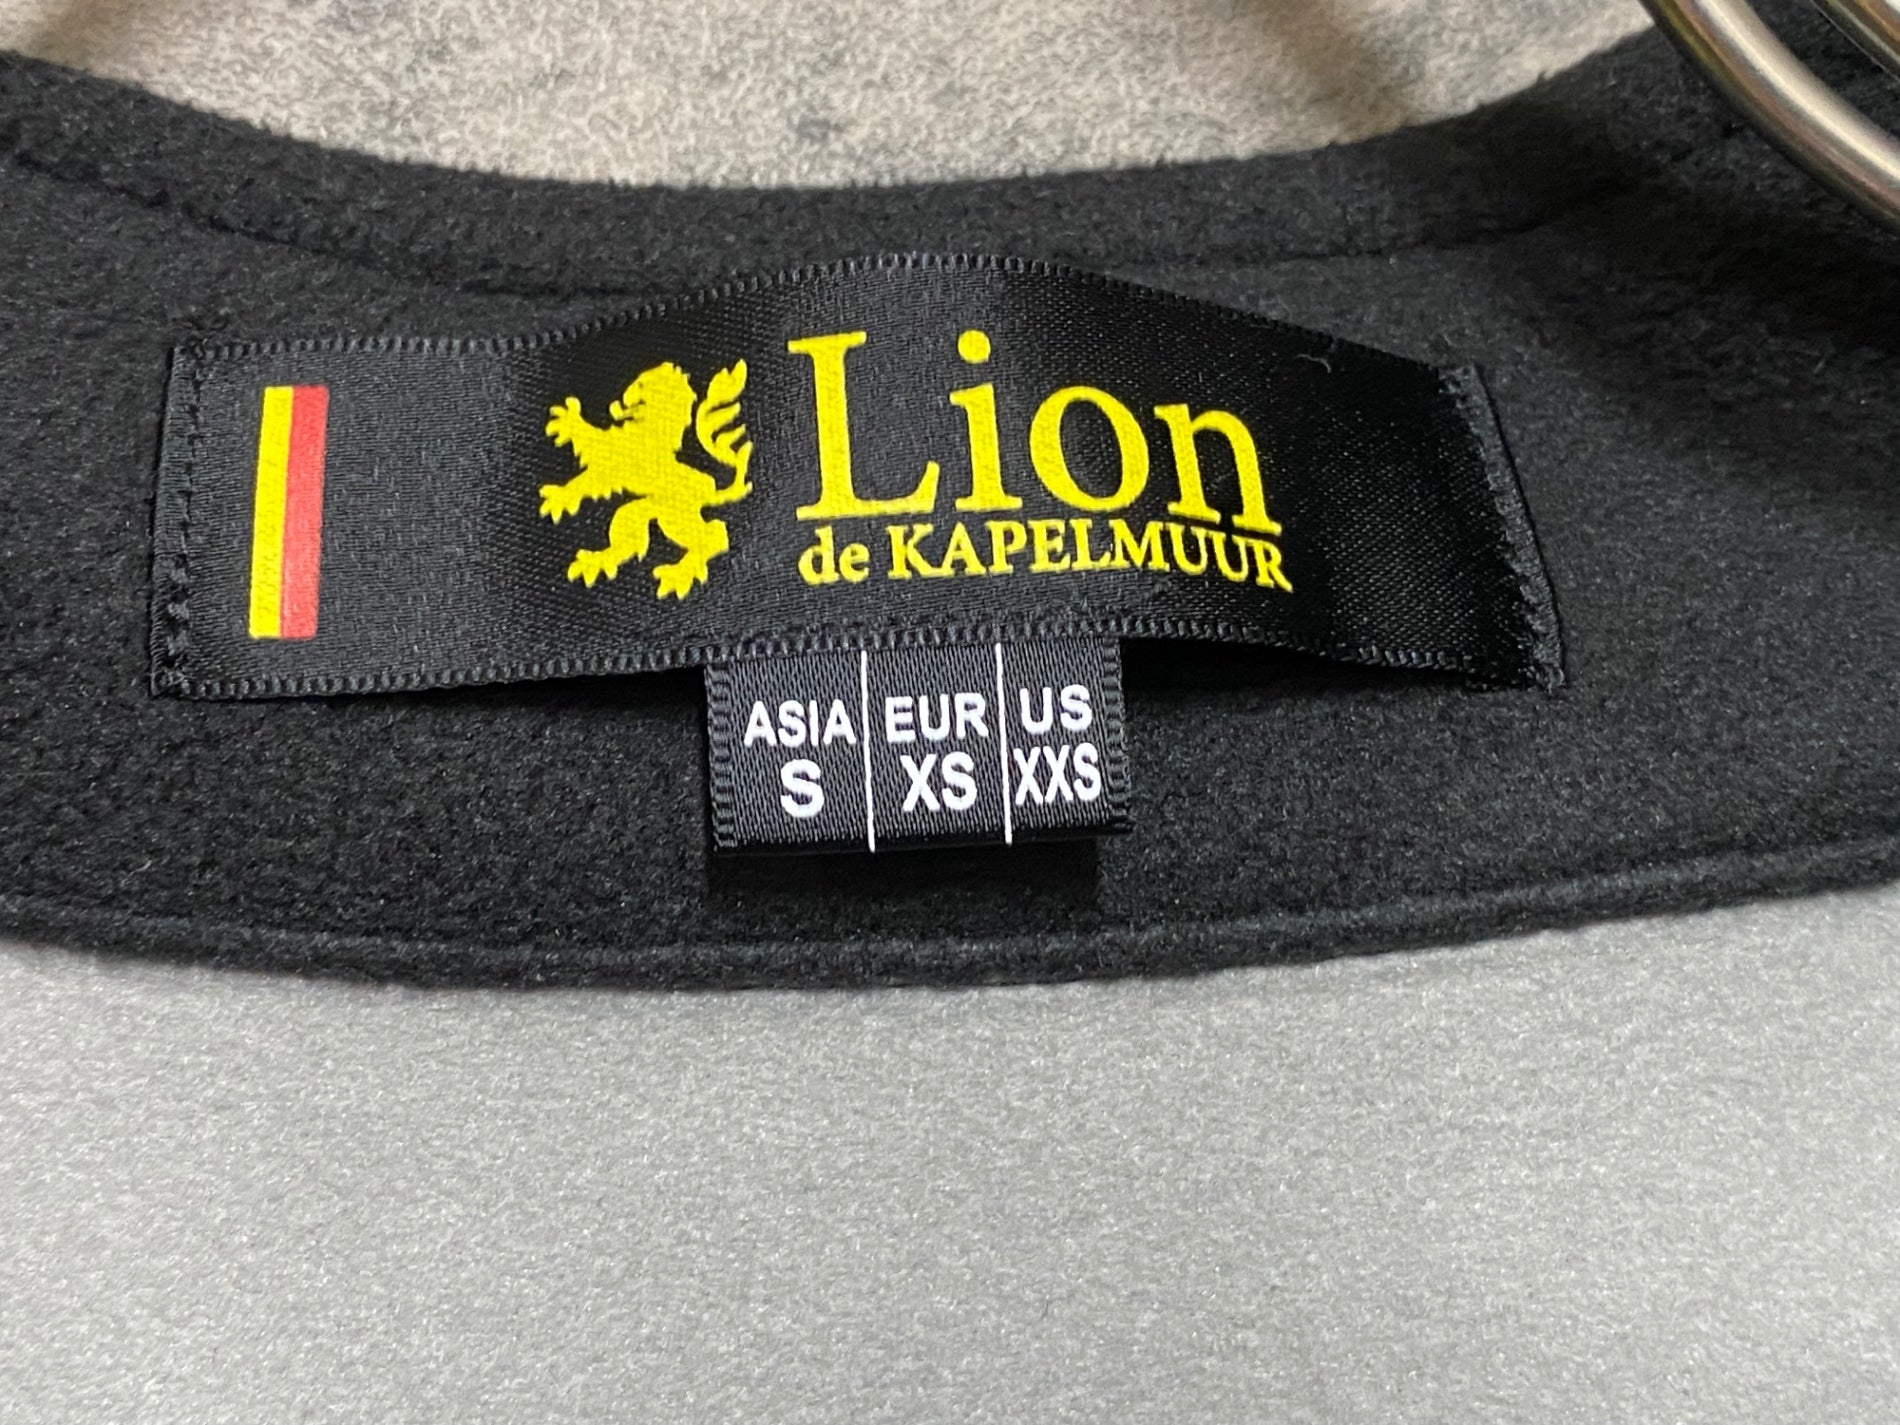 Lion
de KAPELMUUR
ASIA EUR US
S XS XXS